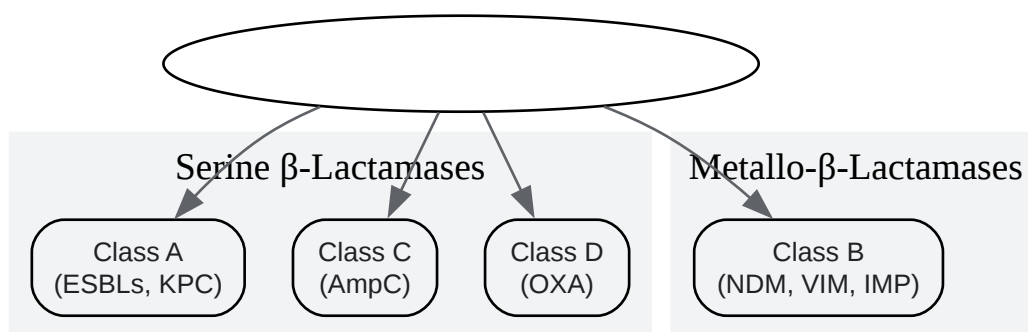 Serine β-Lactamases
Metallo-β-Lactamases
Class A
(ESBLs, KPC)
Class C
(AmpC)
Class D
(OXA)
Class B
(NDM, VIM, IMP)